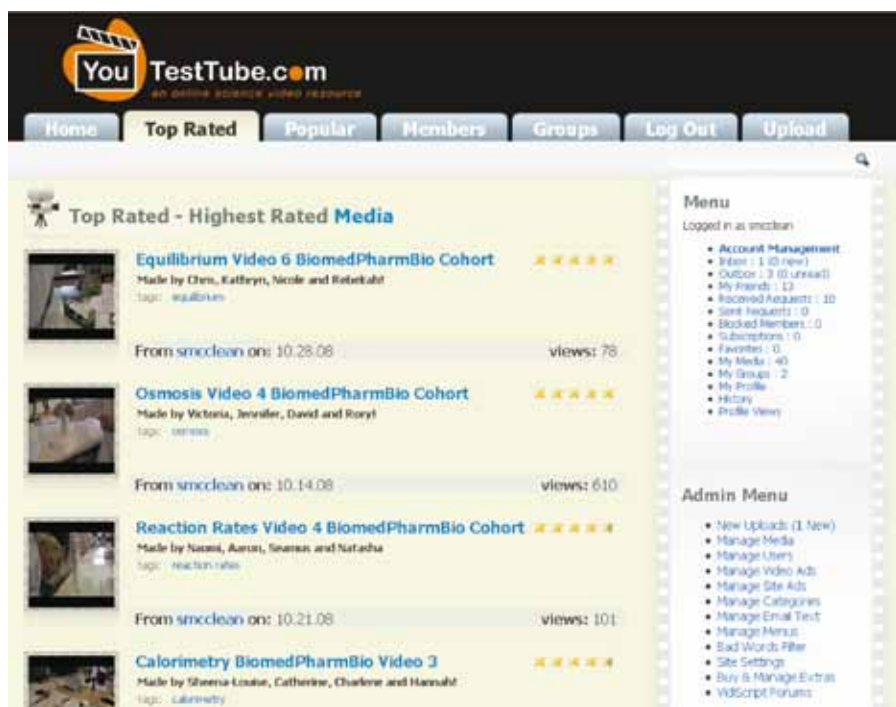 You TestTube.com
an online science video resource
Home Top Rated Popular Members Groups Log Out Upload
Top Rated - Highest Rated Media
Equilibrium Video 6 BiomedPharmBio Cohort
Made by Chris, Kathryn, Nicole and Rebekah!
tags: equilibrium
From smcclean on: 10.28.08 views: 78
Osmosis Video 4 BiomedPharmBio Cohort
Made by Victoria, Jennifer, David and Rory!
tags: osmosis
From smcclean on: 10.14.08 views: 610
Reaction Rates Video 4 BiomedPharmBio Cohort
Made by Naomi, Aaron, Seamus and Natasha
tags: reaction rates
From smcclean on: 10.21.08 views: 101
Calorimetry BiomedPharmBio Video 3
Made by Sheena-Louise, Catherine, Charlene and Hannah!
tags: calorimetry
Menu
Logged in as smcclean
Account Management
Inbox : 1 (0 new)
Outbox : 3 (0 unread)
My Friends : 13
Received Requests : 10
Sent Requests : 0
Blocked Members : 0
Subscriptions : 0
Favorites : 0
My Media : 40
My Groups : 2
My Profile
History
Profile Views
Admin Menu
New Uploads (1 New)
Manage Media
Manage Users
Manage Video Ads
Manage Site Ads
Manage Categories
Manage Email Text
Manage Menus
Bad Words Filter
Site Settings
Buy & Manage Extras
VidiScript Forums